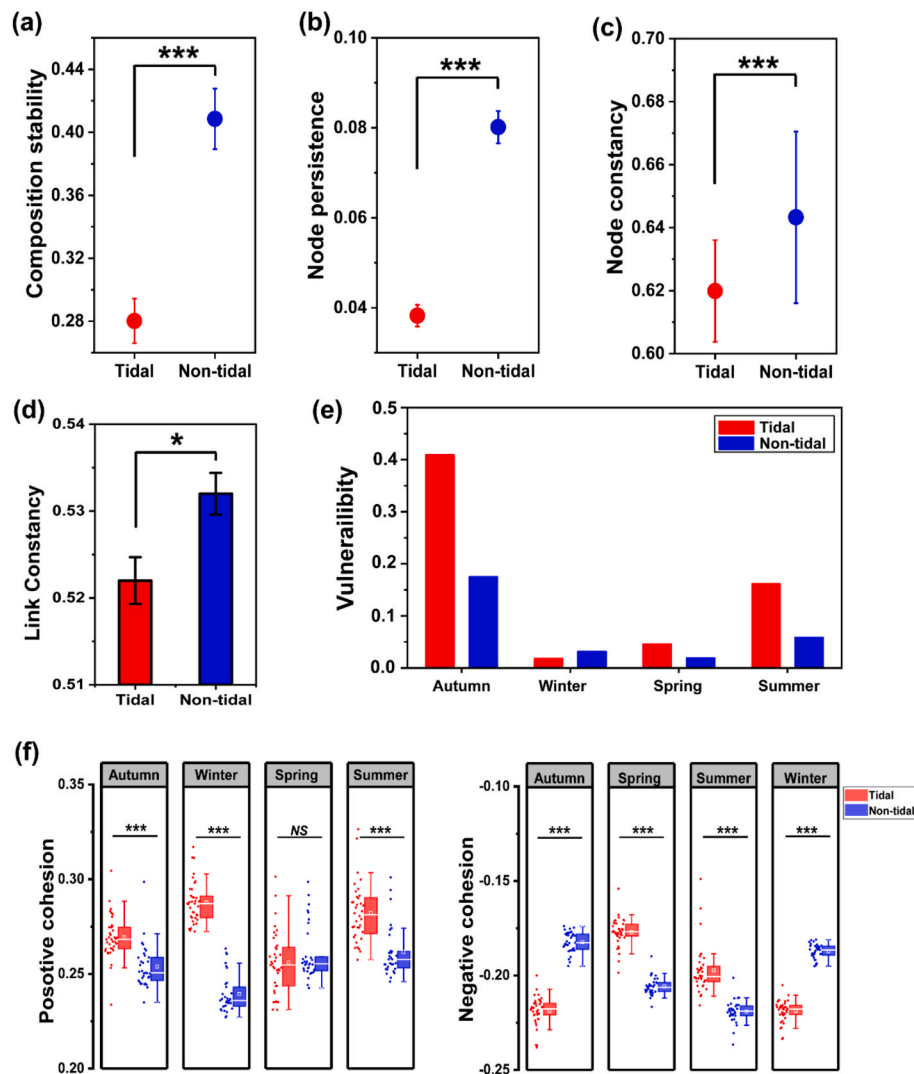 (a)
Composition stability
0.44
0.40
0.36
0.32
0.28
***
Tidal Non-tidal
(b)
Node persistence
0.10
0.08
0.06
0.04
***
Tidal Non-tidal
(c)
Node constancy
0.70
0.68
0.66
0.64
0.62
0.60
***
Tidal Non-tidal
(d)
Link Constancy
0.54
0.53
0.52
0.51
*
Tidal Non-tidal
(e)
Vulnerailibity
0.5
0.4
0.3
0.2
0.1
0.0
Tidal
Non-tidal
Autumn Winter Spring Summer
(f)
Posotive cohesion
0.35
0.30
0.25
0.20
Autumn Winter Spring Summer
*** *** NS ***
Negative cohesion
-0.10
-0.15
-0.20
-0.25
Autumn Spring Summer Winter
*** *** *** ***
Tidal
Non-tidal